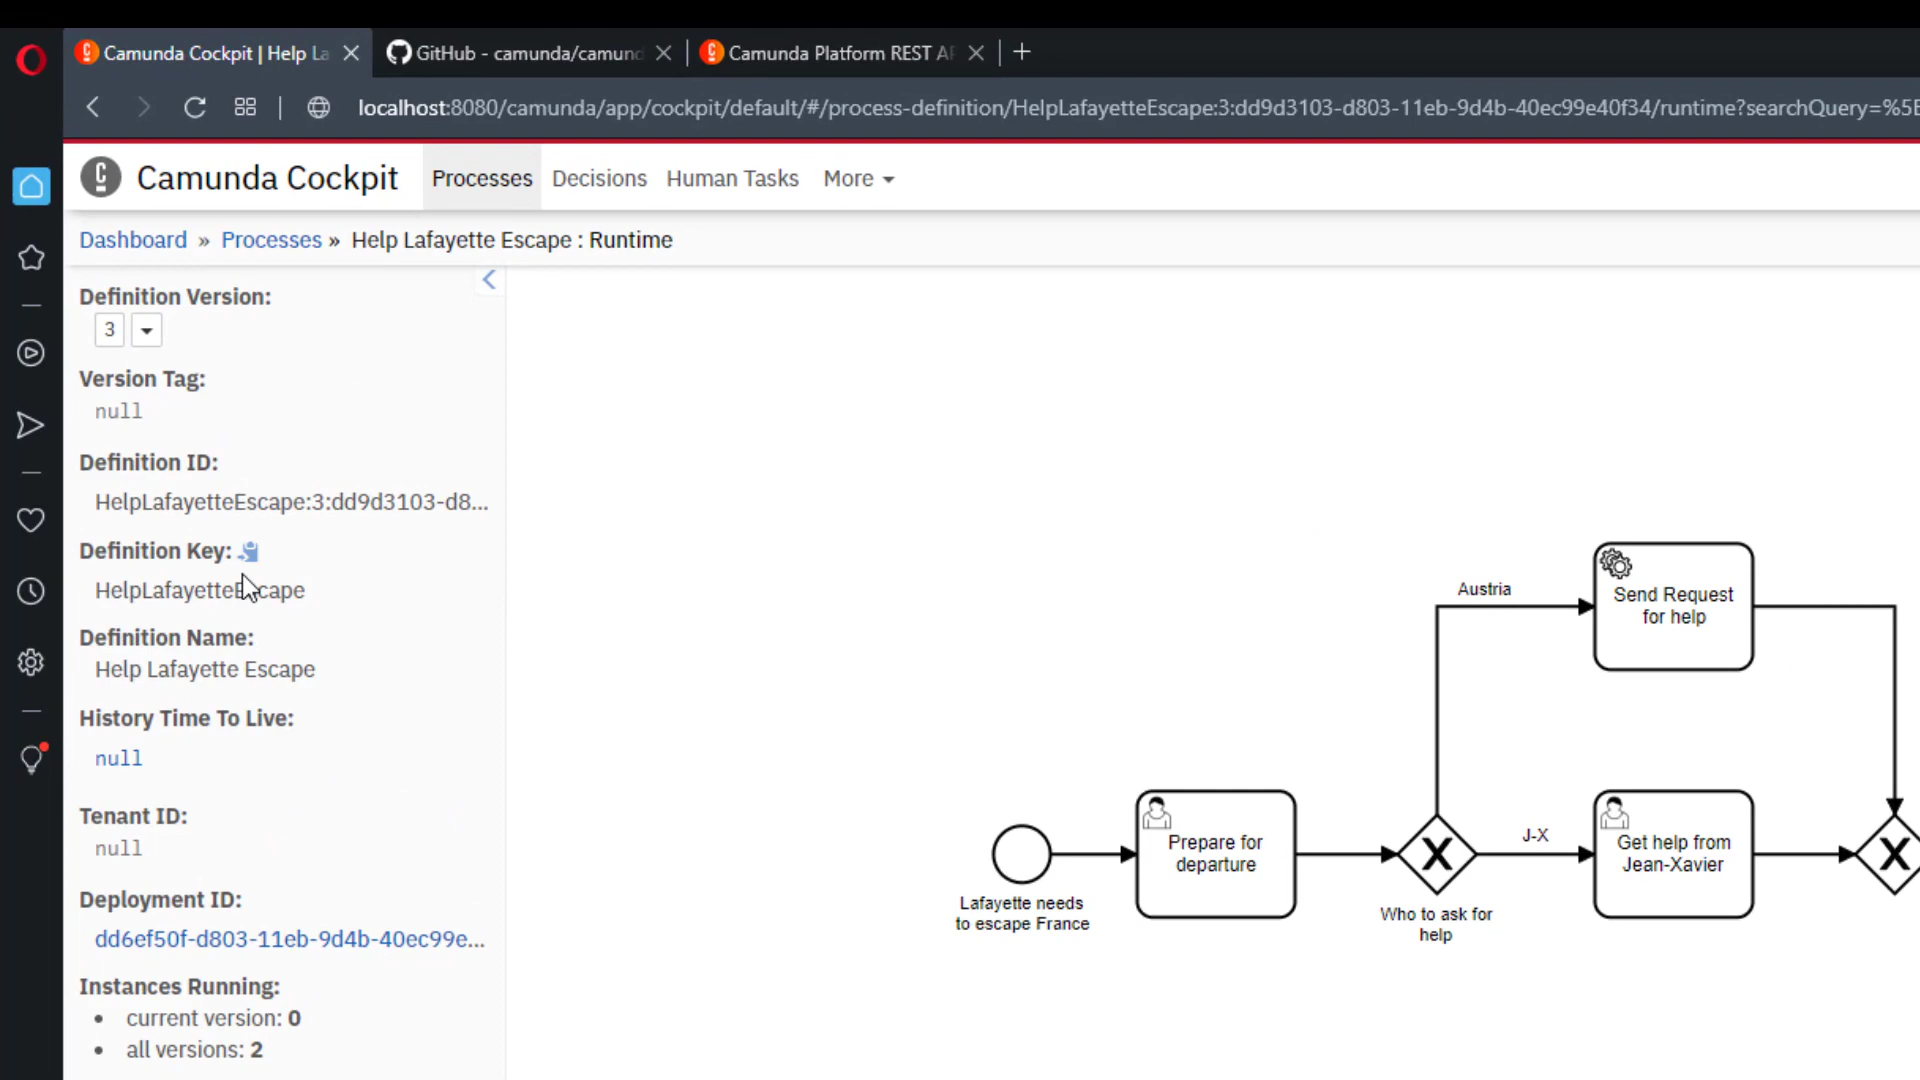 Camunda Cockpit | Help La
GitHub - camunda/camund
Camunda Platform REST AP
localhost:8080/camunda/app/cockpit/default/#/process-definition/HelpLafayetteEscape:3:dd9d3103-d803-11eb-9d4b-40ec99e40f34/runtime?searchQuery=%5B
Camunda Cockpit
Processes
Decisions
Human Tasks
More
Dashboard » Processes » Help Lafayette Escape : Runtime
Definition Version:
3
Version Tag:
null
Definition ID:
HelpLafayetteEscape:3:dd9d3103-d8...
Definition Key:
HelpLafayetteEscape
Definition Name:
Help Lafayette Escape
History Time To Live:
null
Tenant ID:
null
Deployment ID:
dd6ef50f-d803-11eb-9d4b-40ec99e...
Instances Running:
• current version: 0
• all versions: 2
Austria
Send Request
for help
Lafayette needs
to escape France
Prepare for
departure
Who to ask for
help
J-X
Get help from
Jean-Xavier